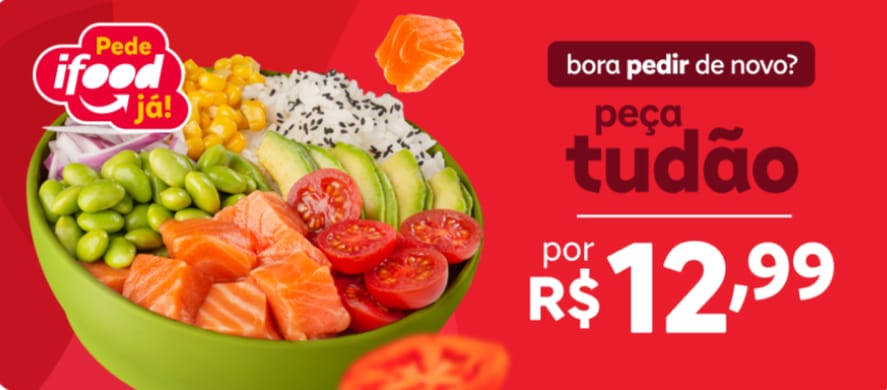 Pede
ifood
já!
bora pedir de novo?
peça
tudão
por
R$ 12,99